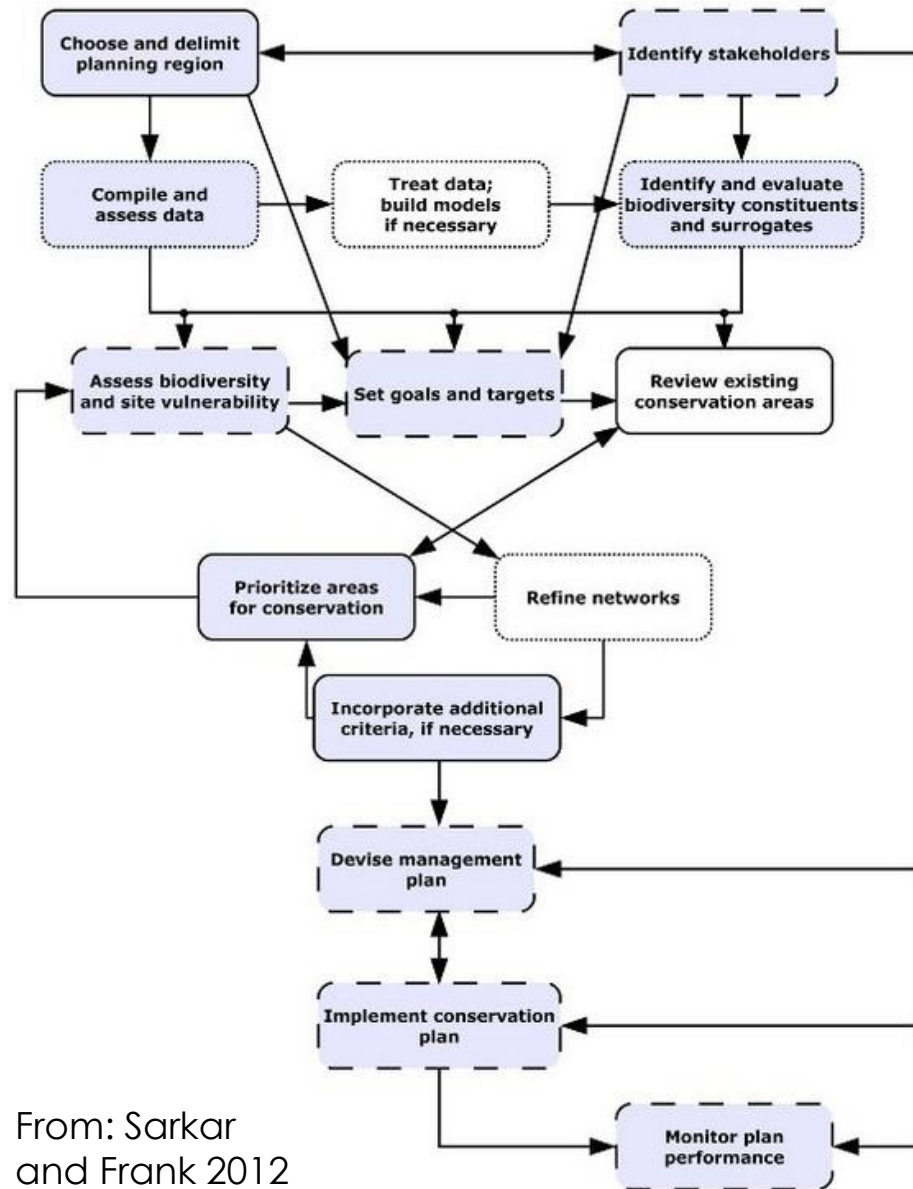 Choose and delimit
planning region
Identify stakeholders
Compile and
assess data
Treat data;
build models
if necessary
Identify and evaluate
biodiversity constituents
and surrogates
Assess biodiversity
and site vulnerability
Set goals and targets
Review existing
conservation areas
Prioritize areas
for conservation
Refine networks
Incorporate additional
criteria, if necessary
Devise management
plan
Implement conservation
plan
Monitor plan
performance
From: Sarkar
and Frank 2012